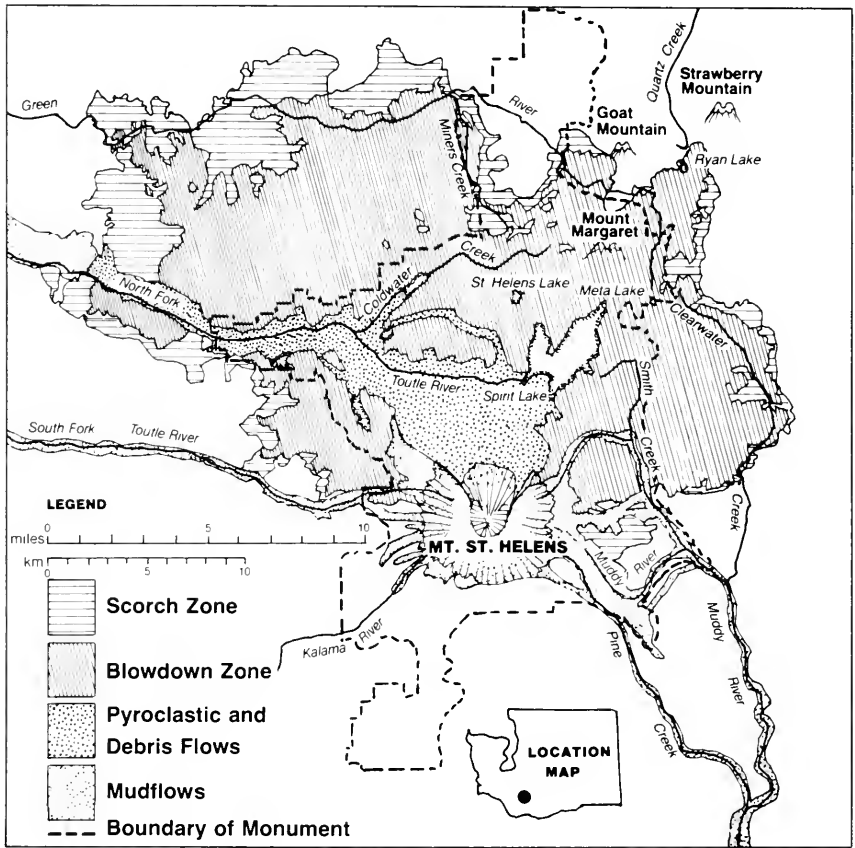 Green
River
Quartz Creek
Strawberry
Mountain
Goat
Mountain
Miners Creek
Ryan Lake
Mount
Margaret
Creek
Coldwater
St Helens Lake
Meta Lake
North Fork
Clearwater
Toutle River
Spirit Lake
Smith
Creek
South Fork Toutle River
Creek
LEGEND
miles 0 5 10
km 0 5 10
MT. ST. HELENS
Muddy
River
Scorch Zone
Kalama River
Pine
Creek
Muddy
River
Blowdown Zone
Pyroclastic and
Debris Flows
LOCATION
MAP
Mudflows
Boundary of Monument